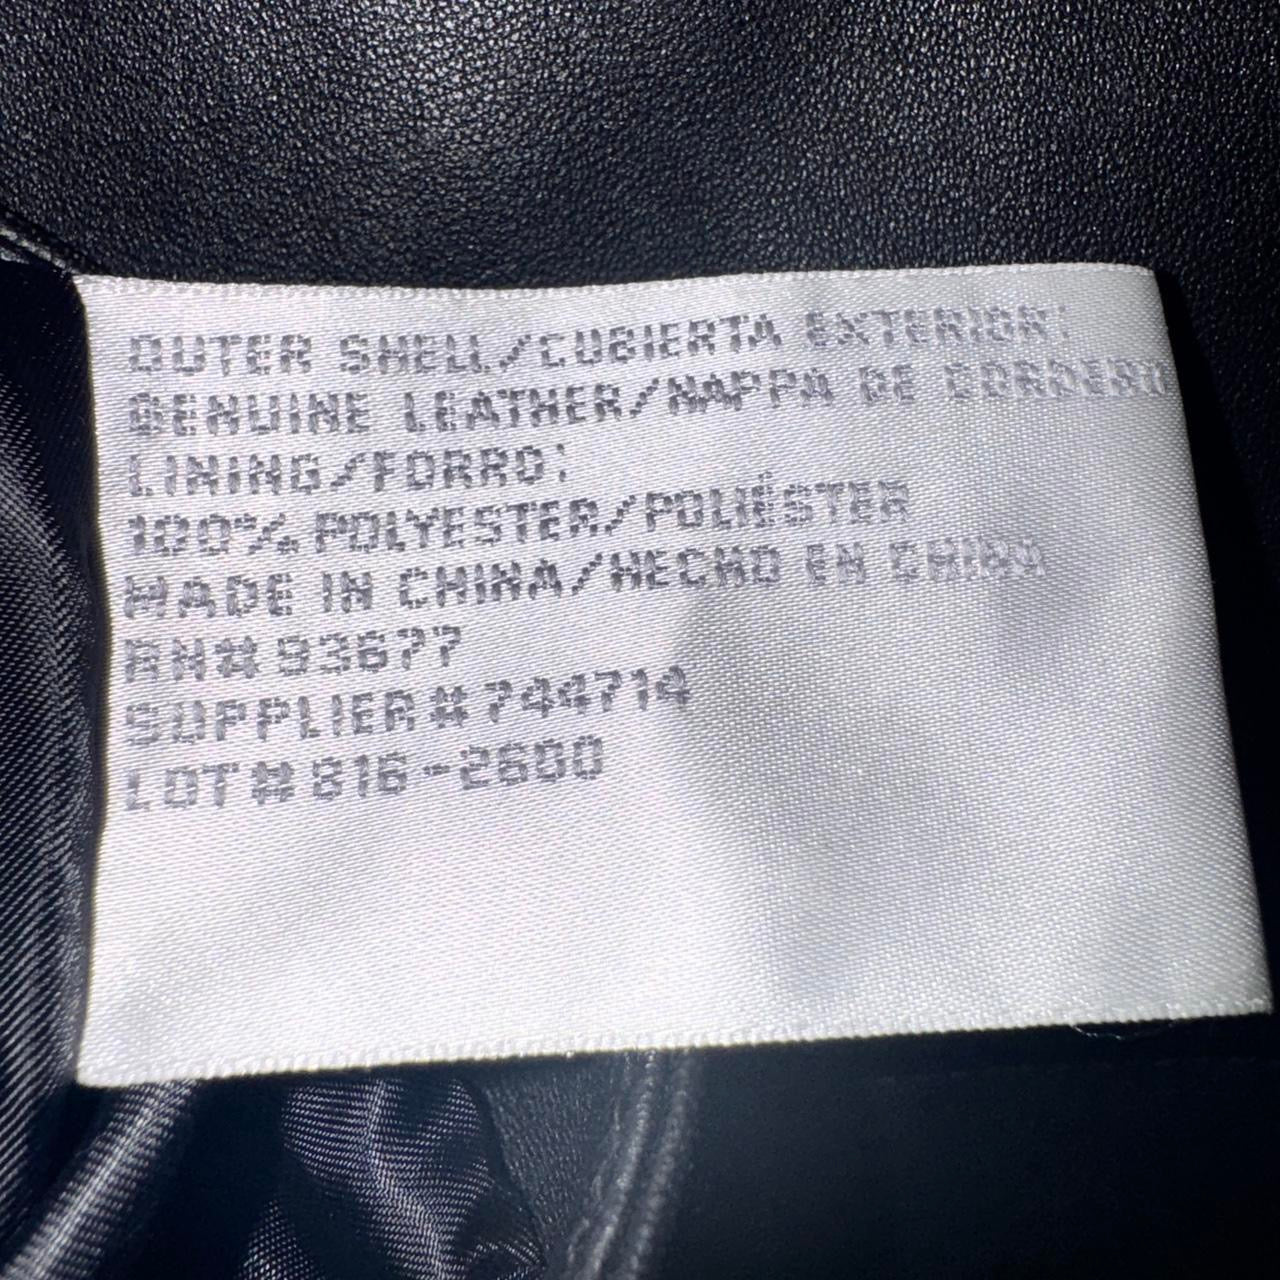 OUTER SHELL/CUBIERTA EXTERIOR:
GENUINE LEATHER/NAPPA DE CORDERO
LINING/FORRO:
100% POLYESTER/POLIÉSTER
MADE IN CHINA/HECHO EN CHINA
RN# 93677
SUPPLIER# 744714
LOT# 816-2600